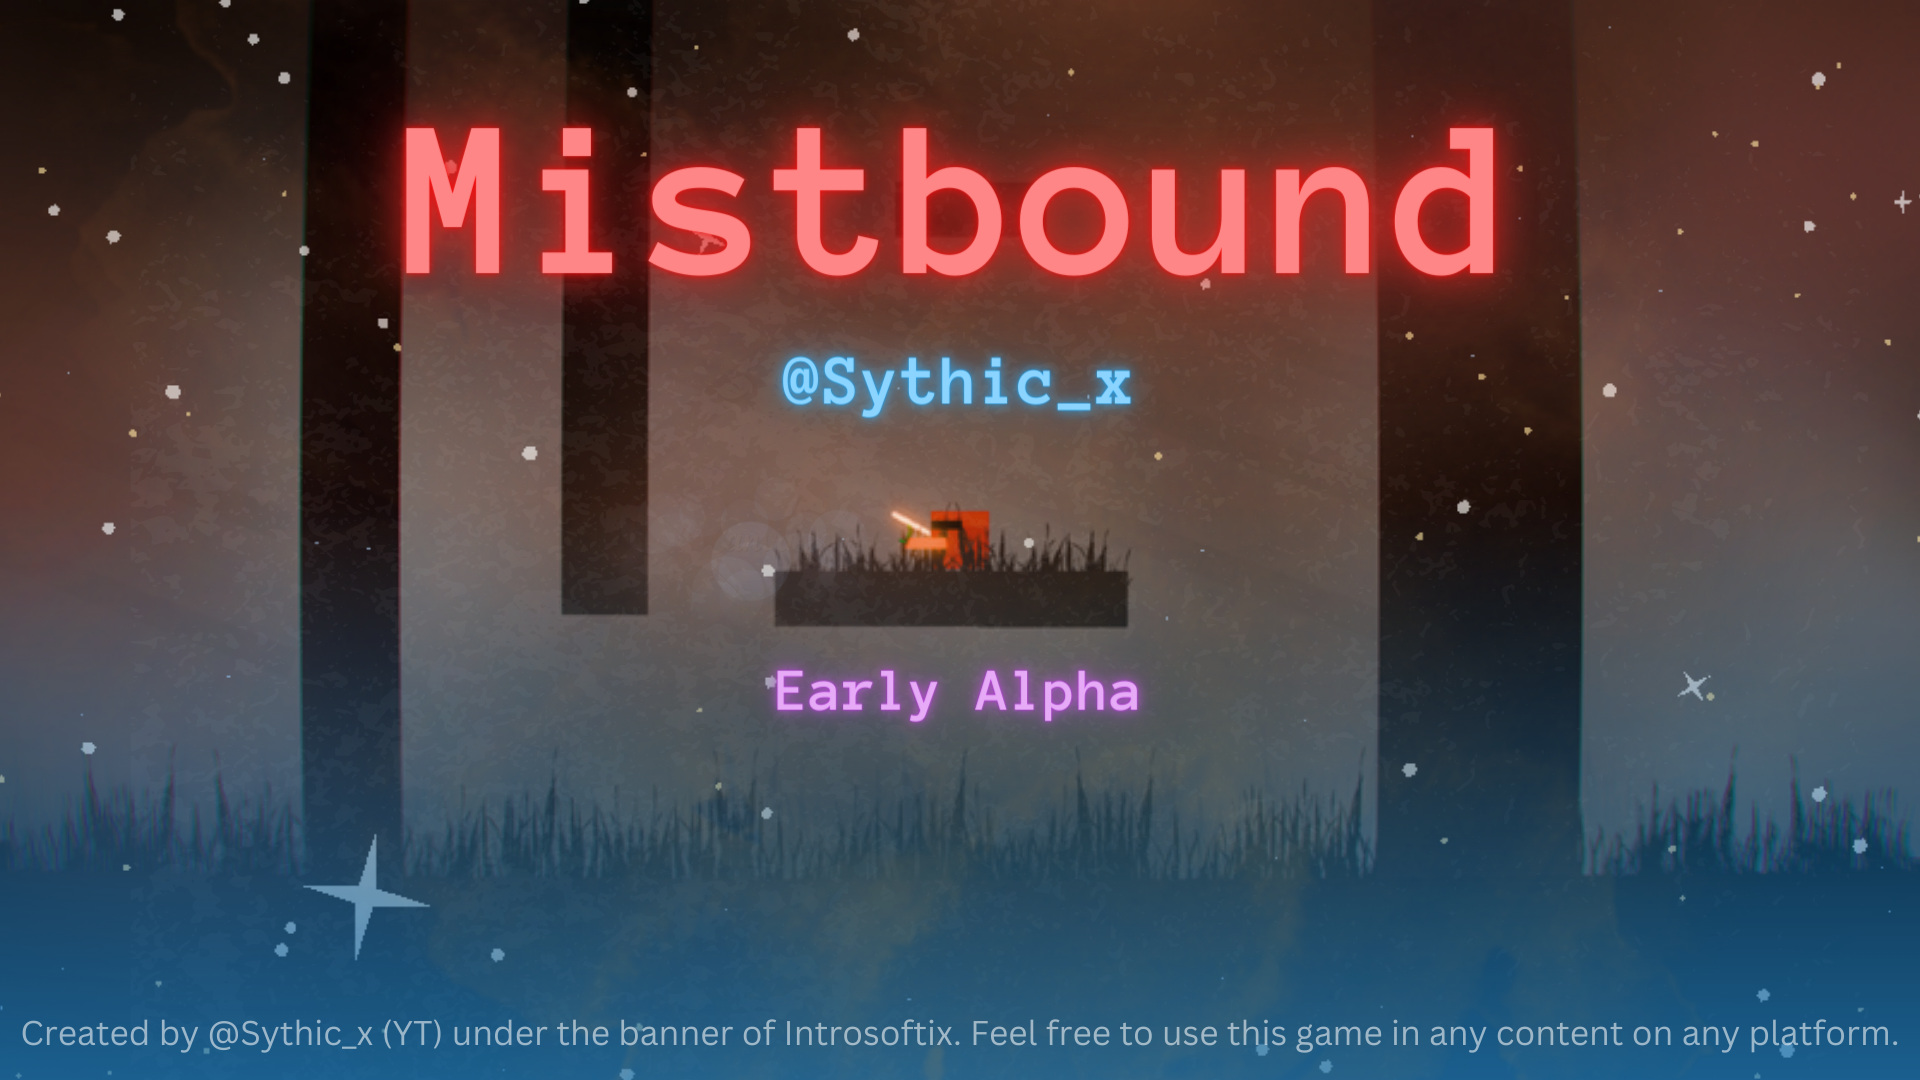 Mistbound
@Sythic_x
Early Alpha
Created by @Sythic_x (YT) under the banner of Introsoftix. Feel free to use this game in any content on any platform.